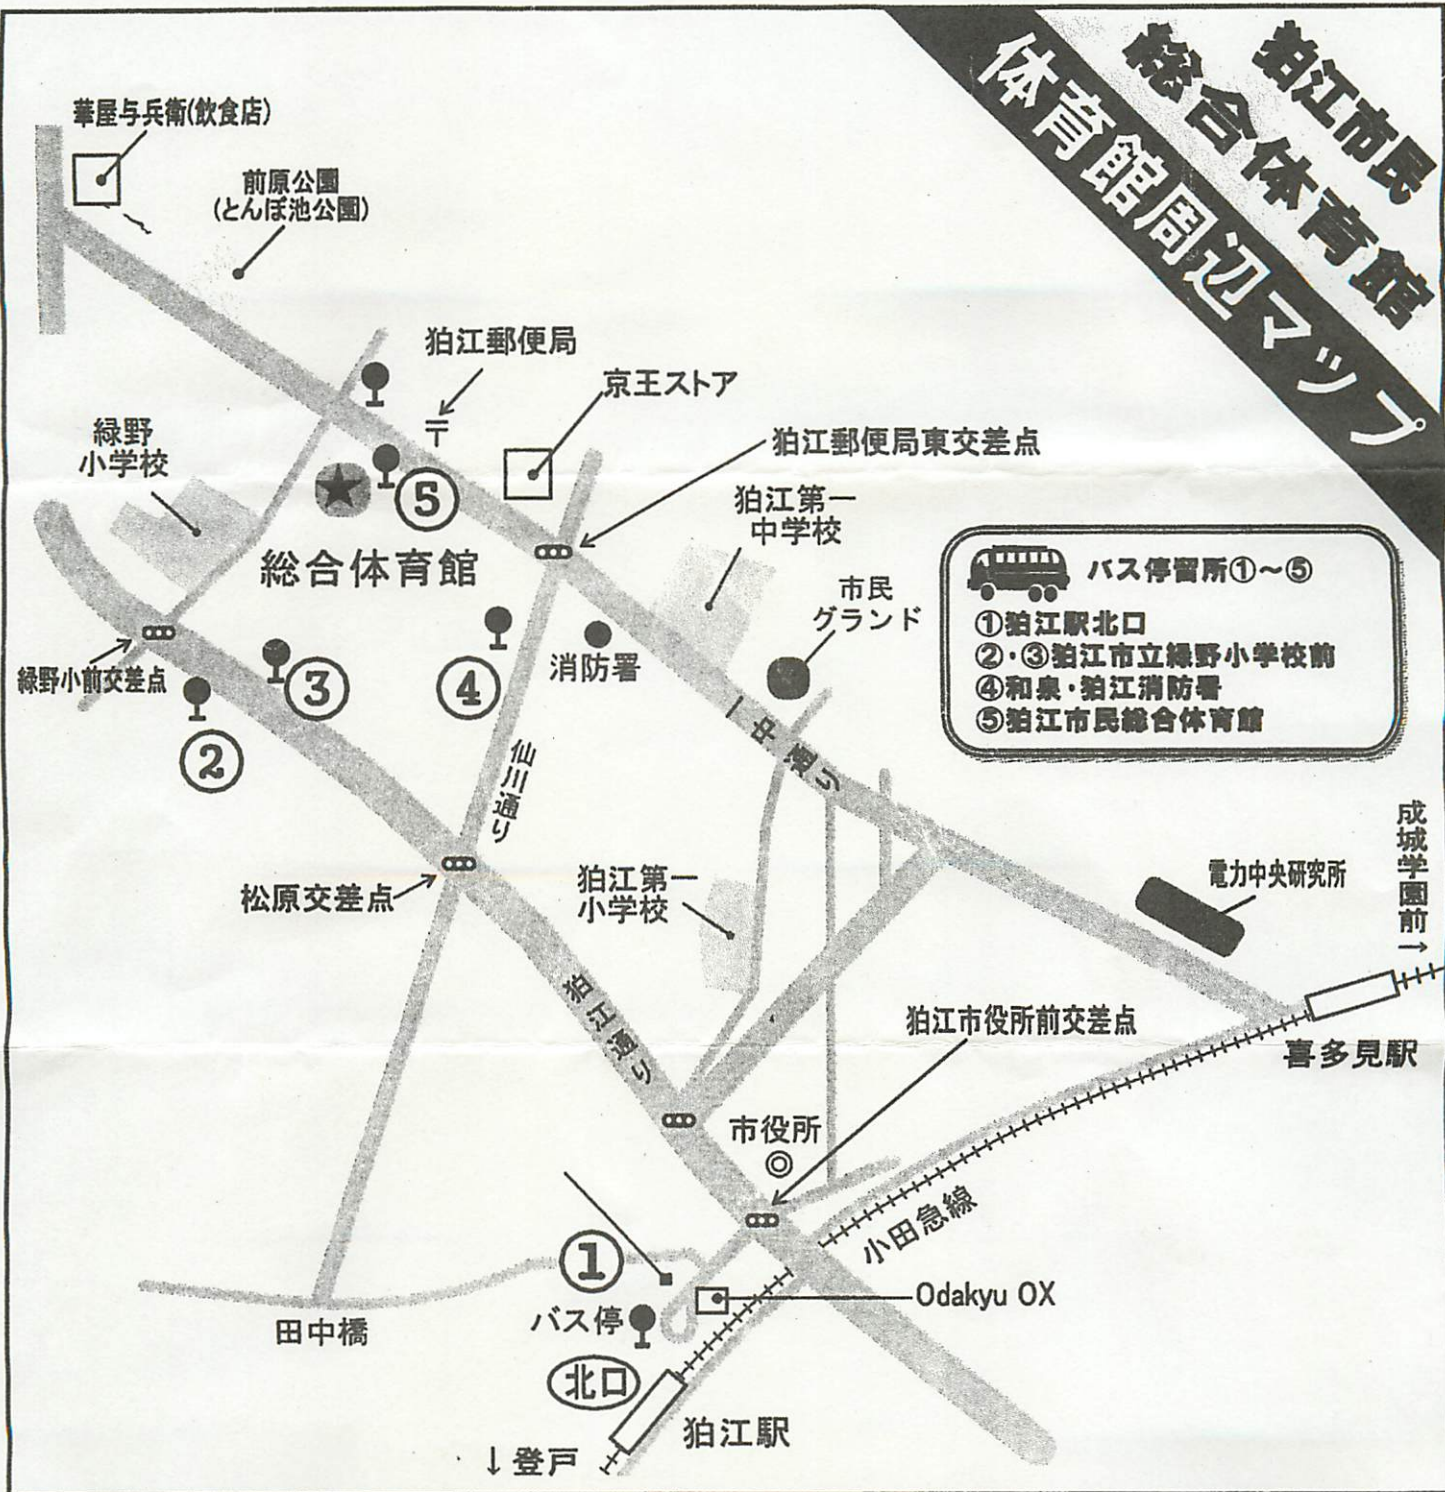 狛江市民
総合体育館
体育館周辺マップ
華屋与兵衛(飲食店)
前原公園
(とんぼ池公園)
狛江郵便局
〒
京王ストア
狛江郵便局東交差点
緑野
小学校
⑤
総合体育館
狛江第一
中学校
市民
グランド
バス停留所①～⑤
①狛江駅北口
②・③狛江市立緑野小学校前
④和泉・狛江消防署
⑤狛江市民総合体育館
緑野小前交差点
③
④
消防署
②
一中通り
仙川通り
松原交差点
狛江第一
小学校
電力中央研究所
成城学園前→
狛江通り
狛江市役所前交差点
喜多見駅
市役所
小田急線
①
バス停
Odakyu OX
田中橋
北口
狛江駅
↓登戸